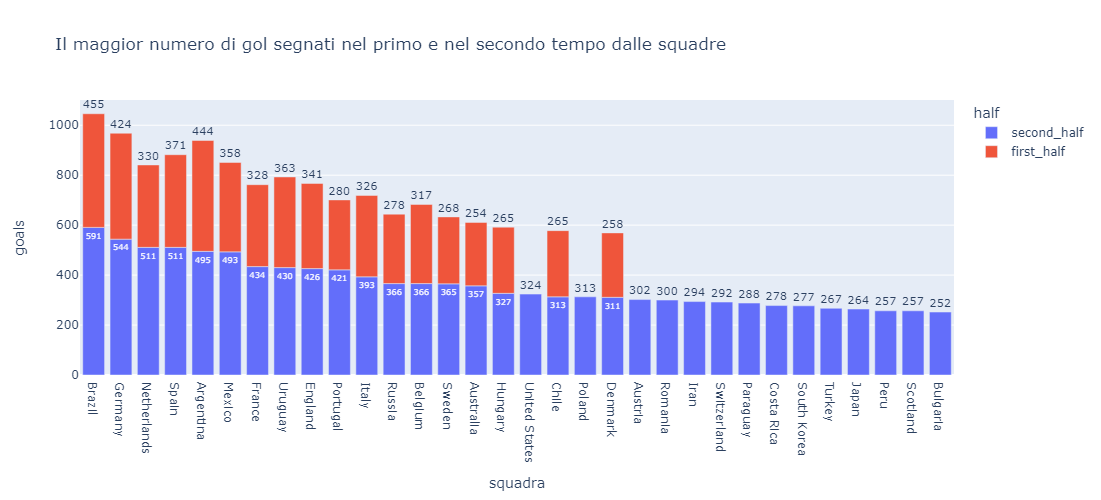 Il maggior numero di gol segnati nel primo e nel secondo tempo dalle squadre
half
second_half
first_half
goals
1000
800
600
400
200
0
455
424
330
371
444
358
328
363
341
280
326
278
317
268
254
265
324
265
313
258
302
300
294
292
288
278
277
267
264
257
257
252
591
544
511
511
495
493
434
430
426
421
393
366
366
365
357
327
313
311
Brazil
Germany
Netherlands
Spain
Argentina
Mexico
France
Uruguay
England
Portugal
Italy
Russia
Belgium
Sweden
Australia
Hungary
United States
Chile
Poland
Denmark
Austria
Romania
Iran
Switzerland
Paraguay
Costa Rica
South Korea
Turkey
Japan
Peru
Scotland
Bulgaria
squadra